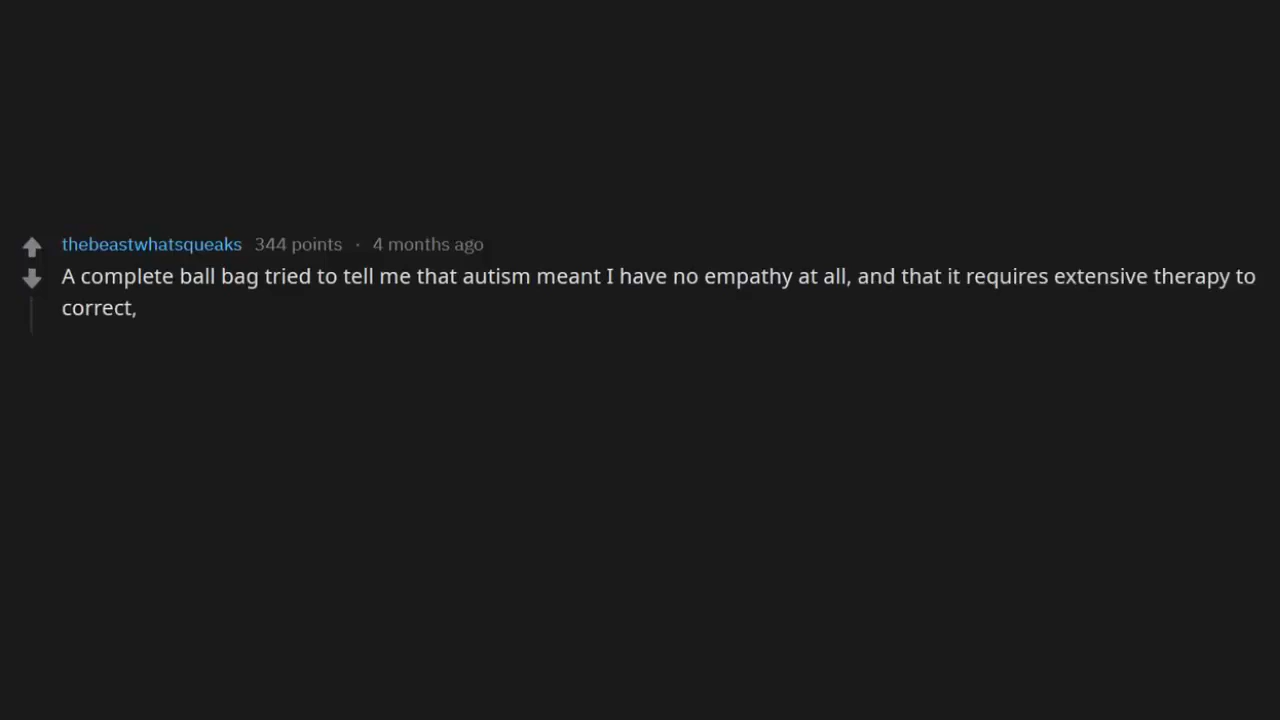 thebeastwhatsqueaks 344 points · 4 months ago
A complete ball bag tried to tell me that autism meant I have no empathy at all, and that it requires extensive therapy to
correct,